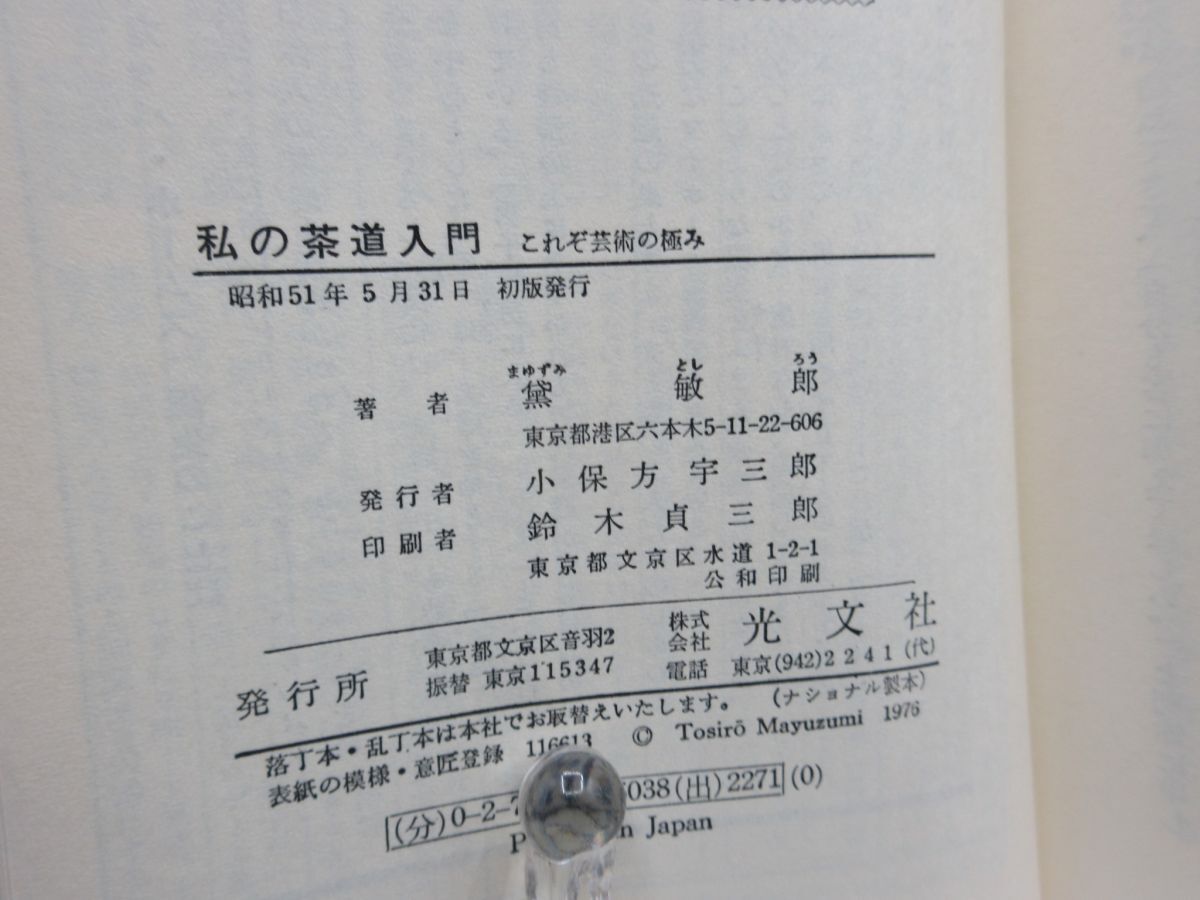 私の茶道入門　これぞ芸術の極み
昭和51年5月31日　初版発行
まゆずみ　とし　ろう
著者　黛敏郎
東京都港区六本木5-11-22-606
発行者　小保方宇三郎
印刷者　鈴木貞三郎
東京都文京区水道1-2-1
公和印刷
発行所　東京都文京区音羽2　株式会社　光文社
振替 東京115347　電話 東京(942)2241(代)
落丁本・乱丁本は本社でお取替えいたします。　(ナショナル製本)
表紙の模様・意匠登録 116613　© Tosirō Mayuzumi 1976
(分)0-2-7 038(出)2271(0)
in Japan